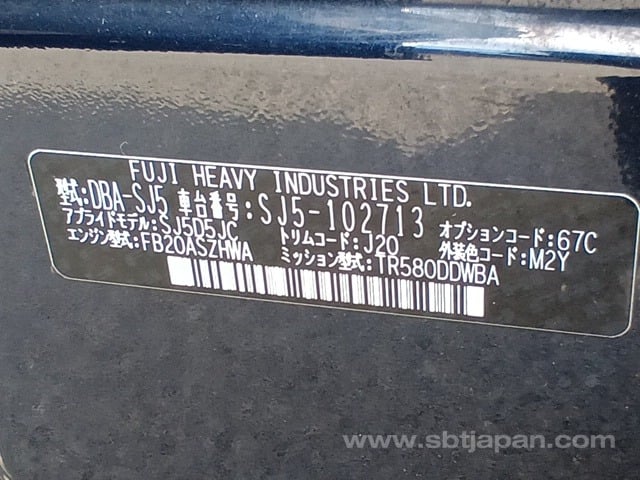 FUJI HEAVY INDUSTRIES LTD.
型式:DBA-SJ5 車台番号:SJ5-102713
アプライドモデル:SJ5D5JC トリムコード:J20 オプションコード:67C
エンジン型式:FB20ASZHWA ミッション型式:TR580DDWBA 外装色コード:M2Y
www.sbtjapan.com